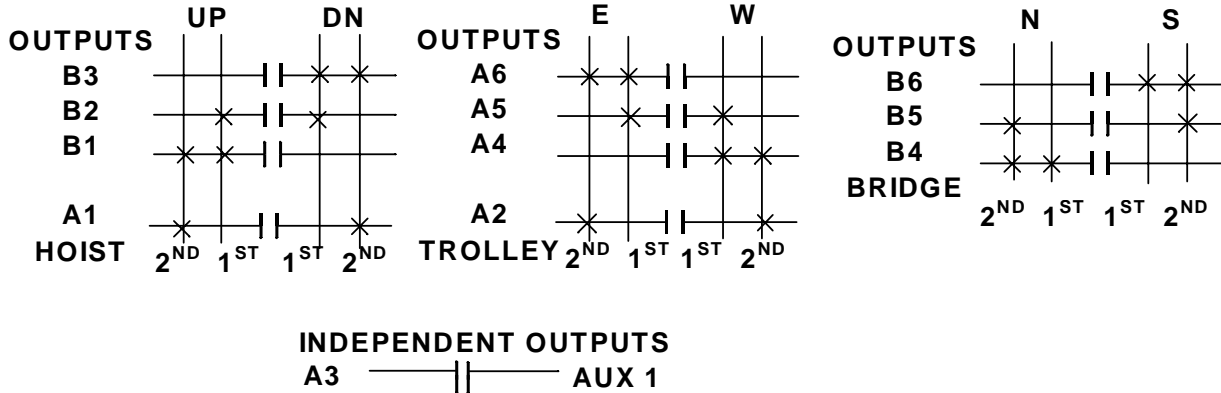 UP DN
OUTPUTS
B3
B2
B1
A1
HOIST 2ND 1ST 1ST 2ND
E W
OUTPUTS
A6
A5
A4
A2
TROLLEY 2ND 1ST 1ST 2ND
N S
OUTPUTS
B6
B5
B4
BRIDGE
2ND 1ST 1ST 2ND
INDEPENDENT OUTPUTS
A3 AUX 1